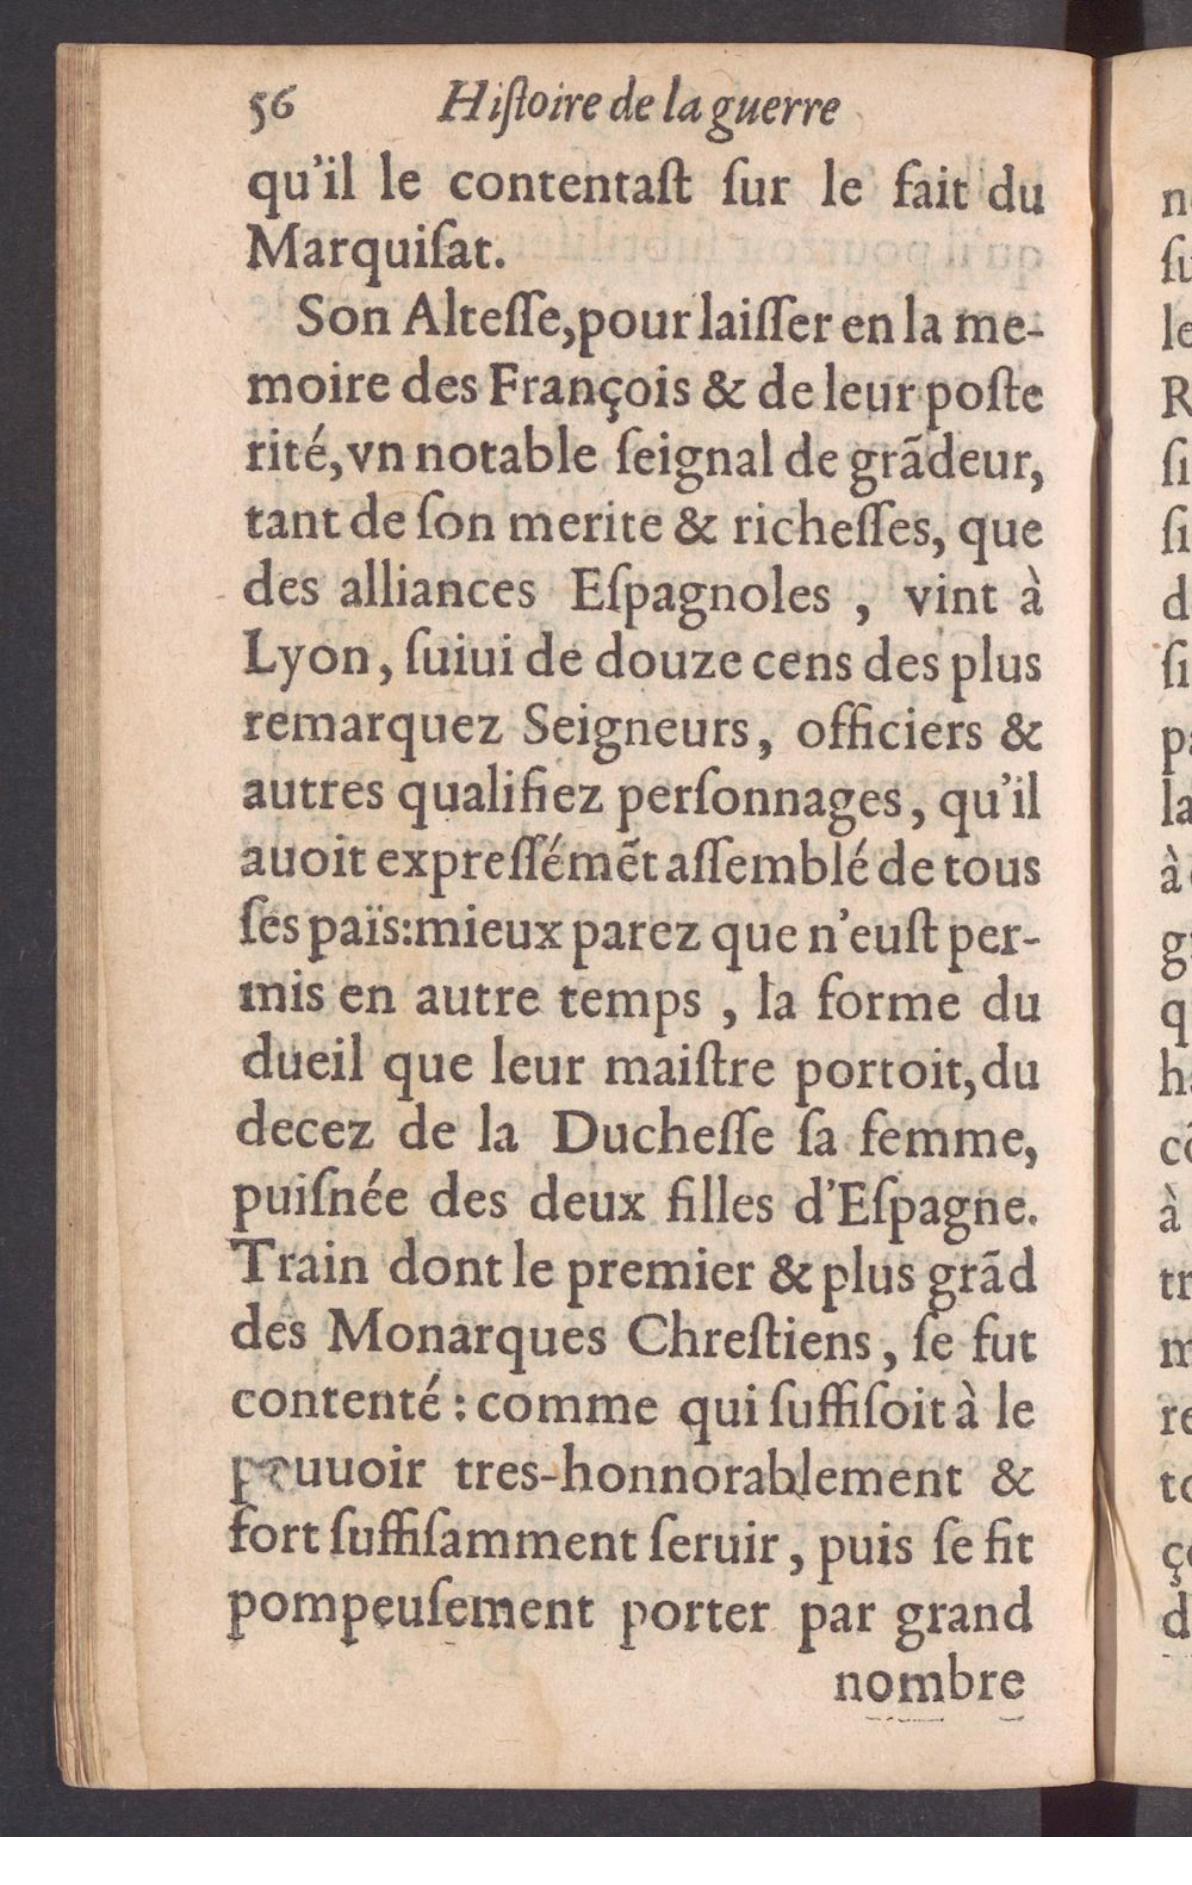 56 Hiſtoire de la guerre
qu'il le contentaſt ſur le fait du
Marquiſat.
Son Alteſſe, pour laiſſer en la me-
moire des François & de leur poſte
rité, vn notable ſeignal de grãdeur,
tant de ſon merite & richeſſes, que
des alliances Eſpagnoles , vint à
Lyon, ſuiui de douze cens des plus
remarquez Seigneurs, officiers &
autres qualifiez perſonnages, qu'il
auoit expreſſémẽt aſſemblé de tous
ſes païs: mieux parez que n'euſt per-
mis en autre temps , la forme du
dueil que leur maiſtre portoit, du
decez de la Ducheſſe ſa femme,
puiſnée des deux filles d'Eſpagne.
Train dont le premier & plus grãd
des Monarques Chreſtiens, ſe fut
contenté : comme qui ſuffiſoit à le
tres-honnorablement &
fort ſuffiſamment ſeruir, puis ſe fit
pompeuſement porter par grand
nombre